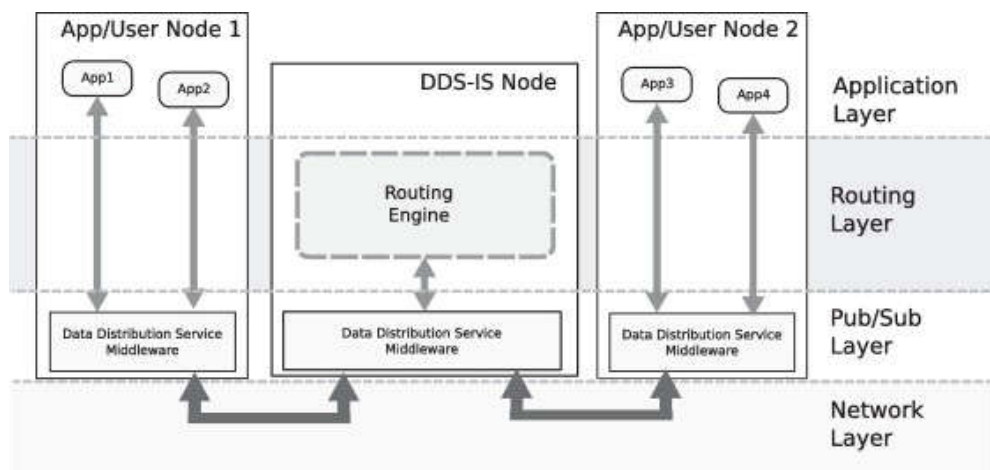 App/User Node 1
App1
App2
Data Distribution Service
Middleware
DDS-IS Node
Routing
Engine
Data Distribution Service
Middleware
App/User Node 2
App3
App4
Data Distribution Service
Middleware
Application
Layer
Routing
Layer
Pub/Sub
Layer
Network
Layer